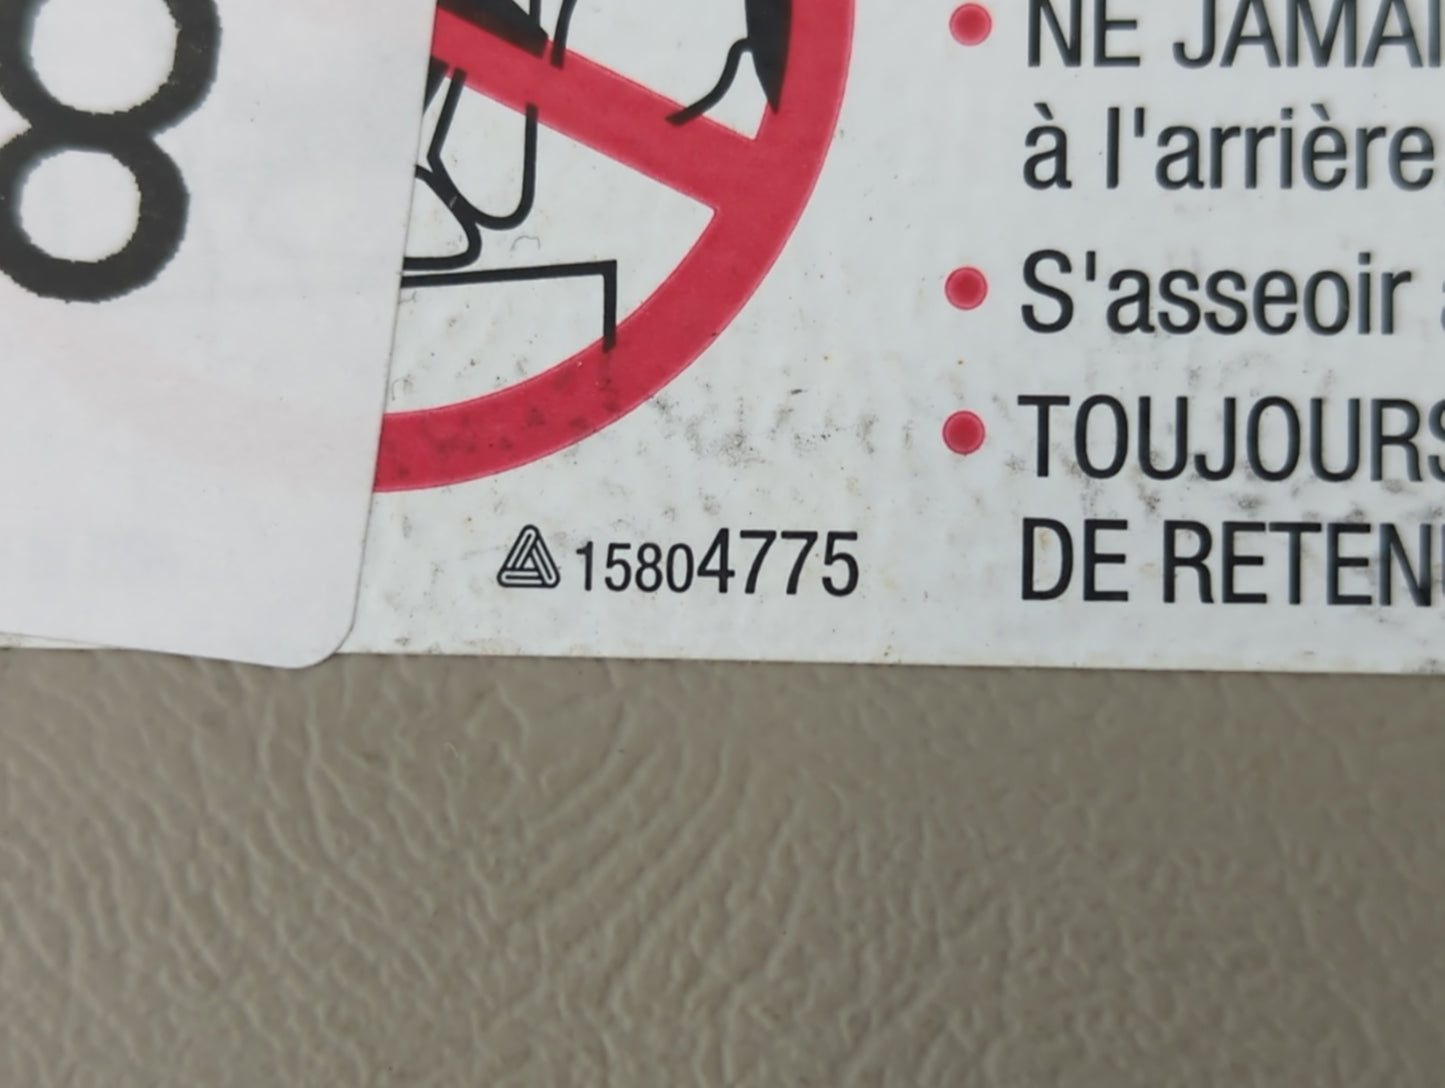 8
NE JAMAI
à l'arrière
S'asseoir
TOUJOURS
DE RETEN
15804775